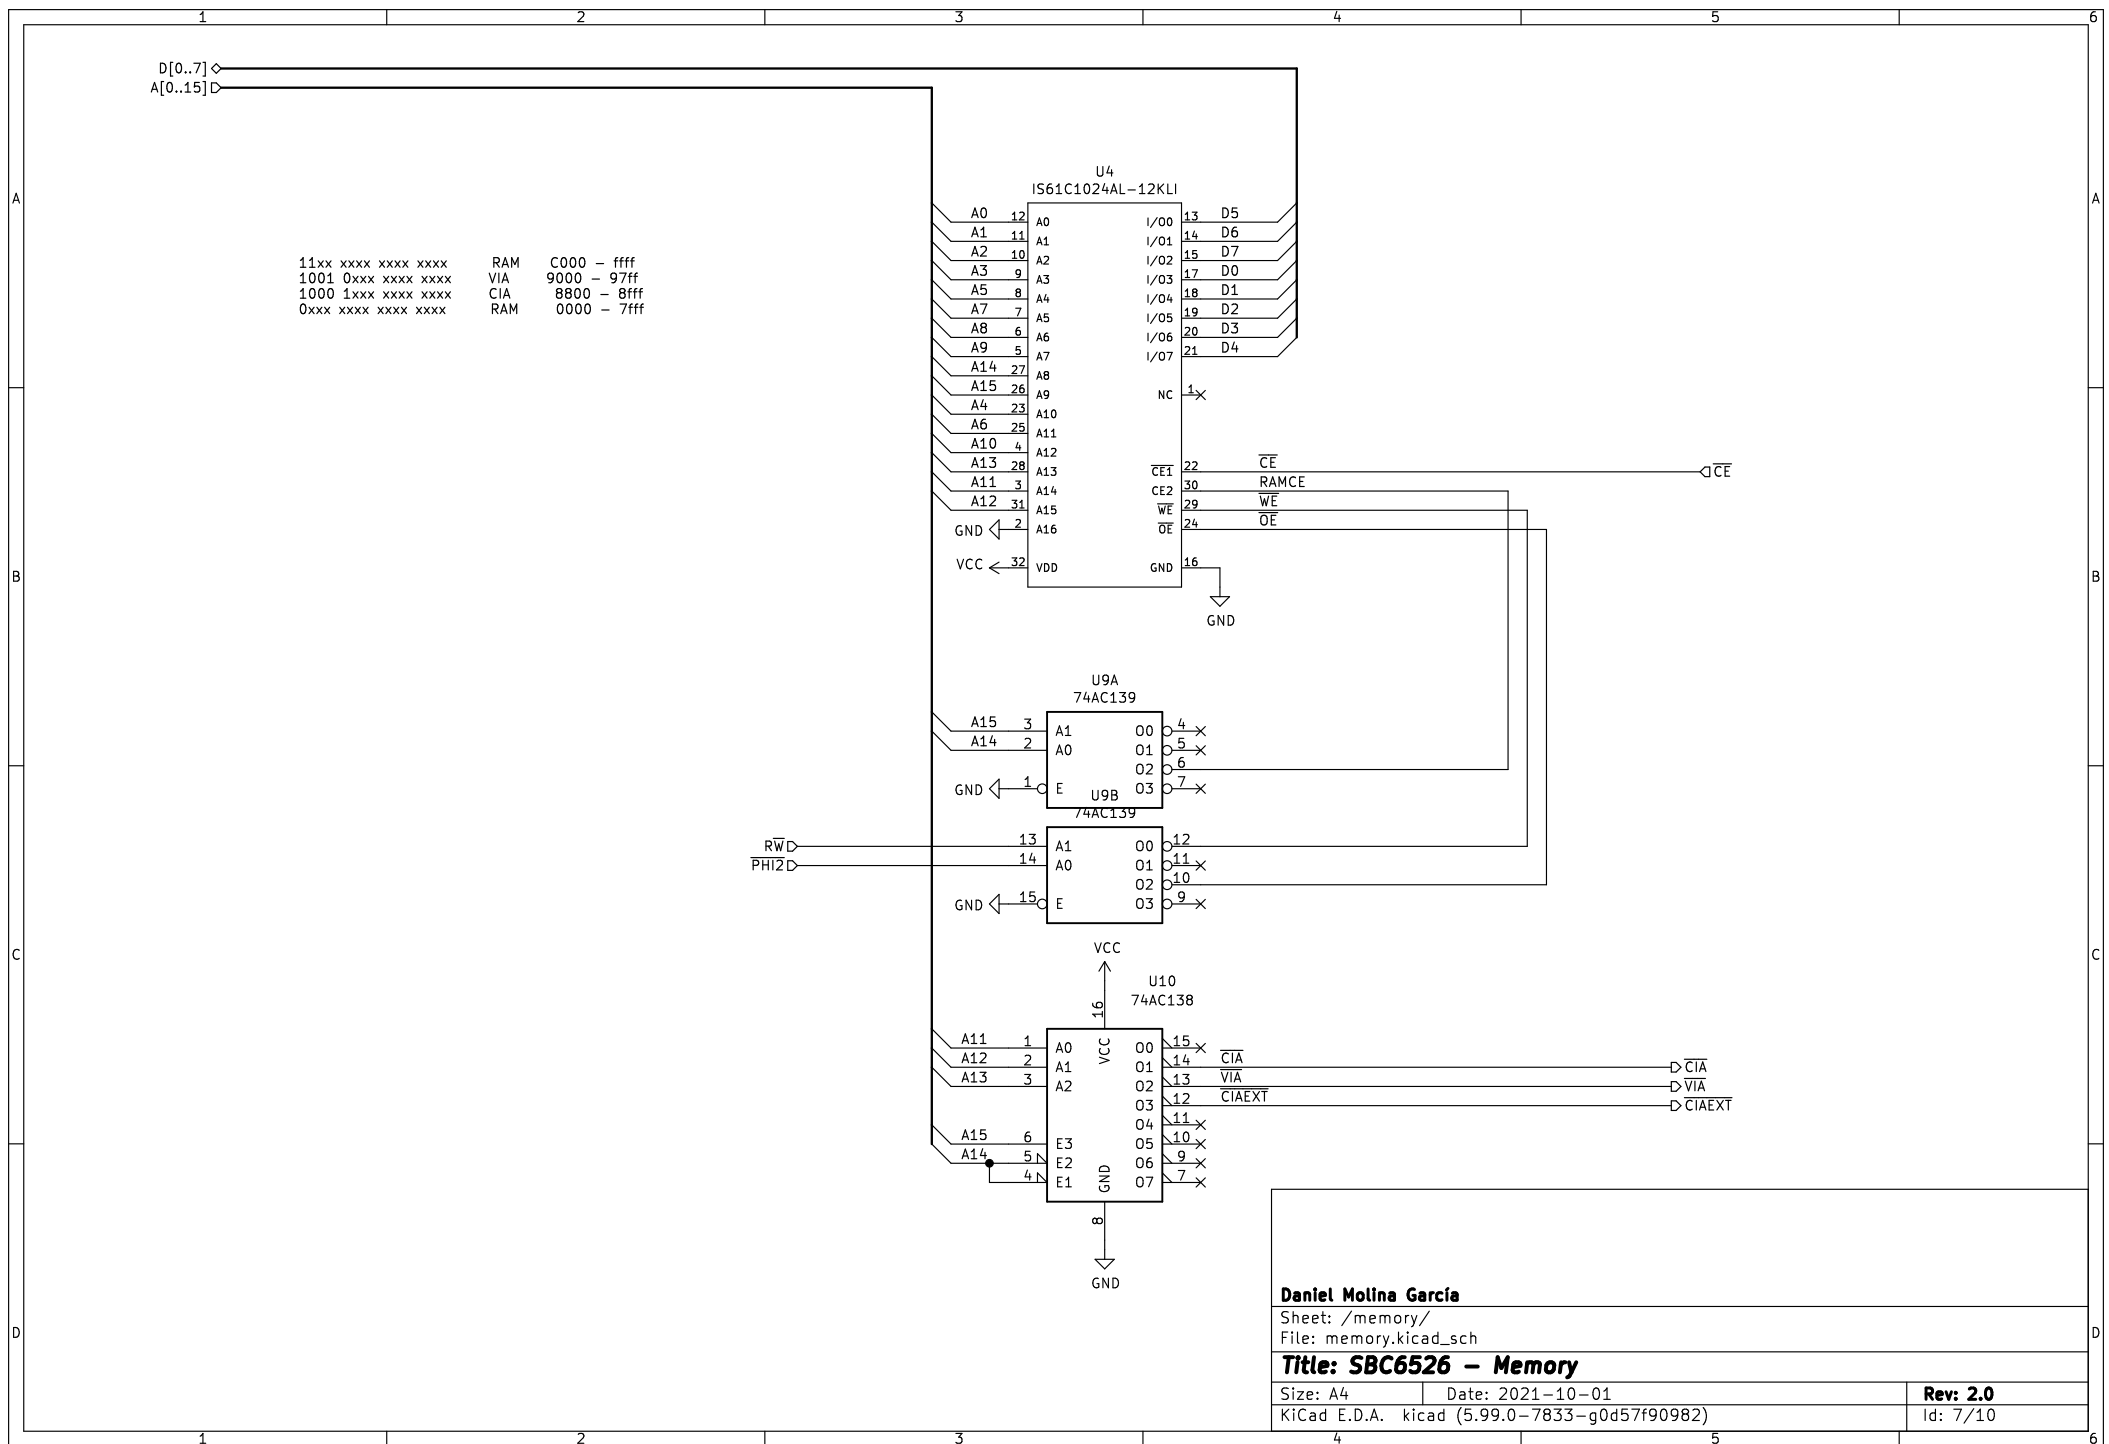 1 2 3 4 5 6
D[0..7]
A[0..15]
A A
U4
IS61C1024AL-12KLI
11xx xxxx xxxx xxxx RAM C000 - ffff
1001 0xxx xxxx xxxx VIA 9000 - 97ff
1000 1xxx xxxx xxxx CIA 8800 - 8fff
0xxx xxxx xxxx xxxx RAM 0000 - 7fff
A0 12 A0 I/O0 13 D5
A1 11 A1 I/O1 14 D6
A2 10 A2 I/O2 15 D7
A3 9 A3 I/O3 17 D0
A5 8 A4 I/O4 18 D1
A7 7 A5 I/O5 19 D2
A8 6 A6 I/O6 20 D3
A9 5 A7 I/O7 21 D4
A14 27 A8
A15 26 A9 NC 1
A4 23 A10
A6 25 A11
A10 4 A12
A13 28 A13 CE1 22 CE CE
A11 3 A14 CE2 30 RAMCE
A12 31 A15 WE 29 WE
GND 2 A16 OE 24 OE
VCC 32 VDD GND 16
B B
GND
U9A
74AC139
A15 3 A1 O0 4
A14 2 A0 O1 5
O2 6
GND 1 E O3 7
U9B
74AC139
RW 13 A1 O0 12
PHI2 14 A0 O1 11
O2 10
GND 15 E O3 9
C C
VCC
U10
74AC138
16
VCC
A11 1 A0 O0 15
A12 2 A1 O1 14 CIA CIA
A13 3 A2 O2 13 VIA VIA
O3 12 CIAEXT CIAEXT
O4 11
A15 6 E3 O5 10
A14 5 E2 O6 9
4 E1 O7 7
GND
8
GND
D D
Daniel Molina García
Sheet: /memory/
File: memory.kicad_sch
Title: SBC6526 - Memory
Size: A4 Date: 2021-10-01 Rev: 2.0
KiCad E.D.A. kicad (5.99.0-7833-g0d57f90982) Id: 7/10
1 2 3 4 5 6